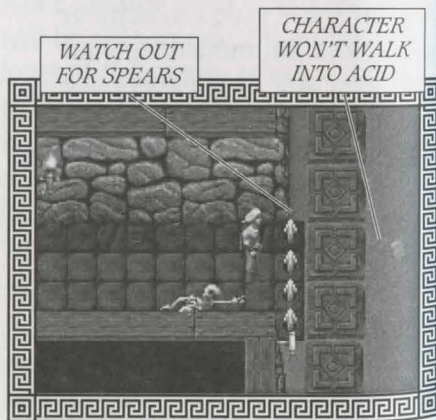 WATCH OUT
FOR SPEARS
CHARACTER
WON'T WALK
INTO ACID